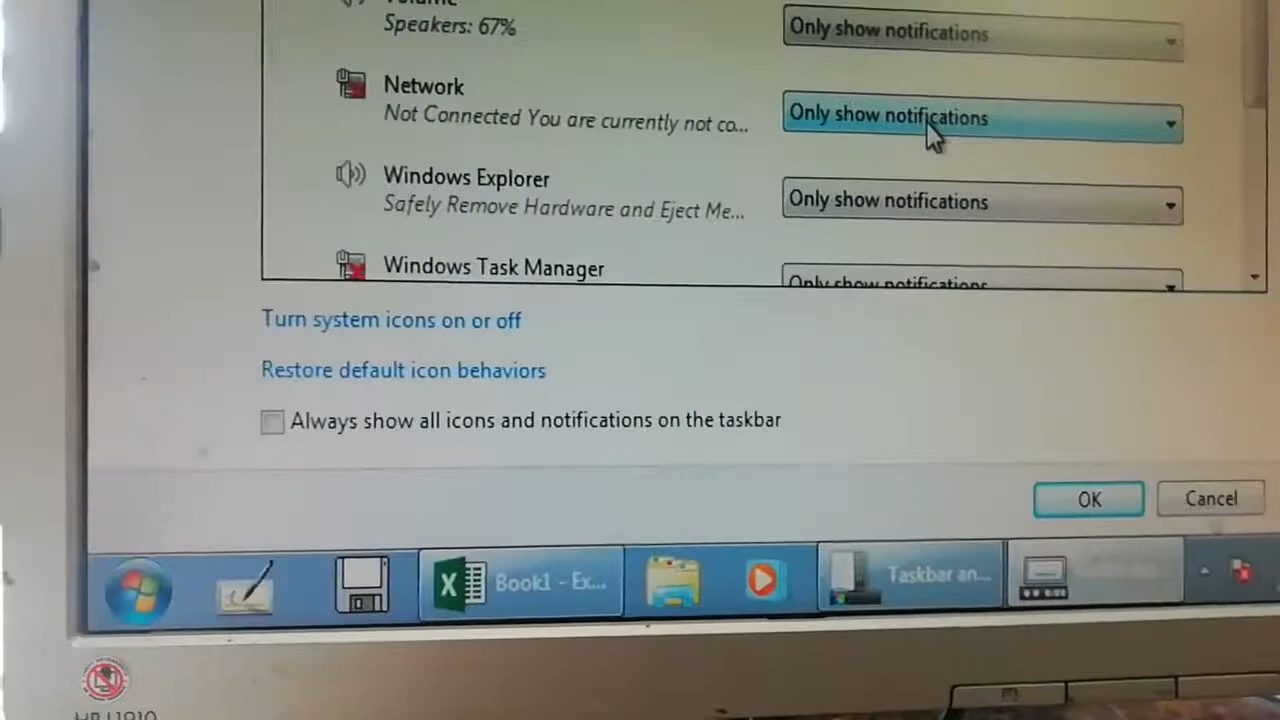 Volume
Speakers: 67%
Only show notifications
Network
Not Connected You are currently not co...
Only show notifications
Windows Explorer
Safely Remove Hardware and Eject Me...
Only show notifications
Windows Task Manager
Only show notifications
Turn system icons on or off
Restore default icon behaviors
Always show all icons and notifications on the taskbar
OK
Cancel
Book1 - Ex...
Taskbar an...